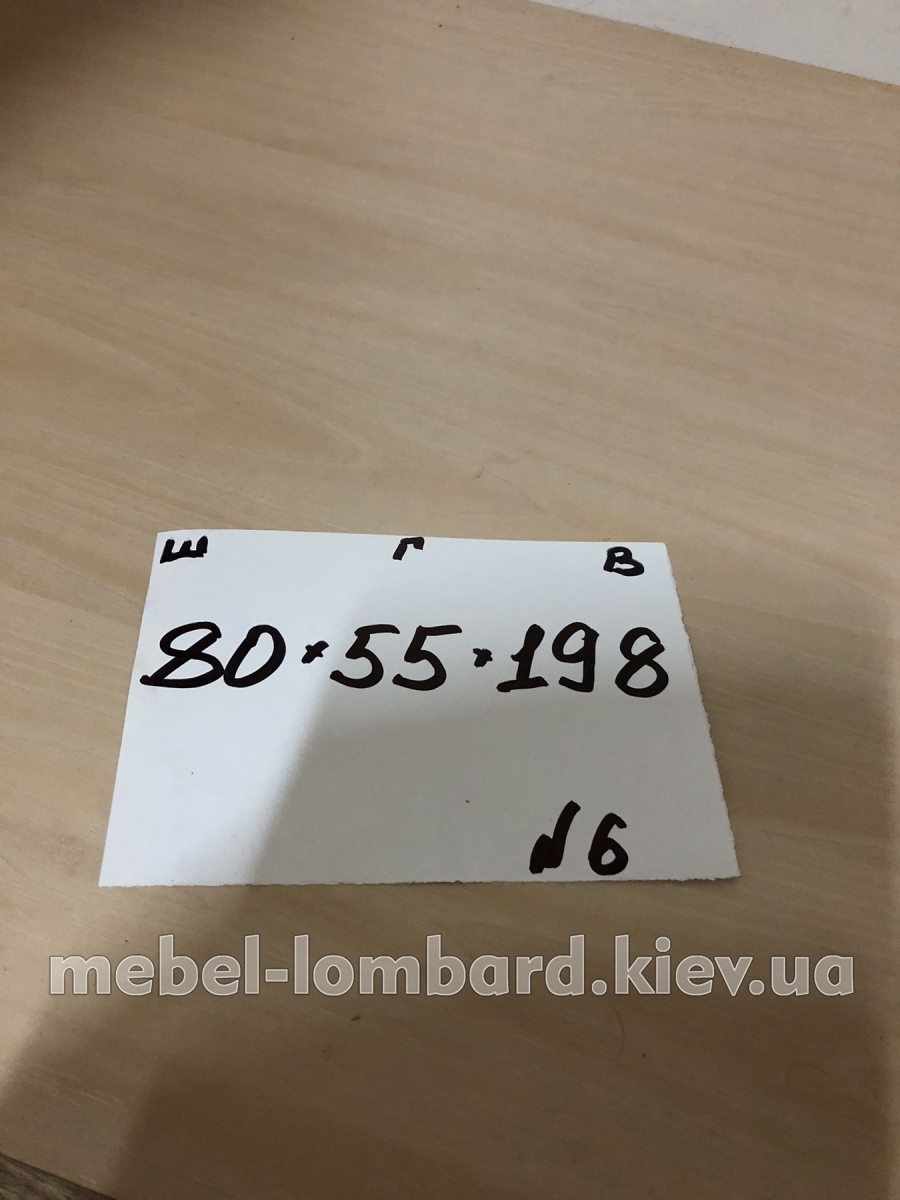 Ш Г В
80×55×198
№6
mebel-lombard.kiev.ua